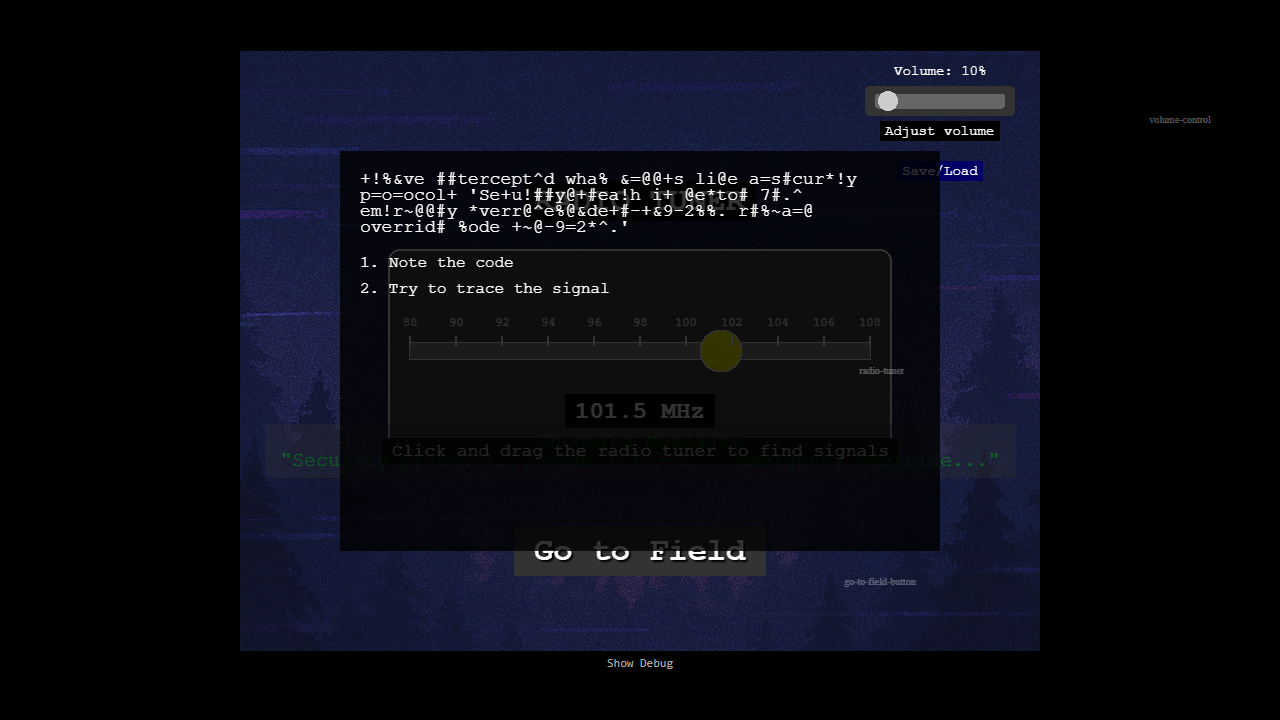 Volume: 10%
Adjust volume
volume-control
Save/Load
+!%&ve ##tercept^d wha% &=@@+s li@e a=s#cur*!y
p=o=ocol+ 'Se+u!##y@+#ea!h i+ @e*to# 7#.^
em!r~@@#y *verr@^e%@&de+#-+&9-2%%. r#%~a=@
overrid# %ode +~@-9=2*^.'
1. Note the code
2. Try to trace the signal
88 90 92 94 96 98 100 102 104 106 108
radio-tuner
101.5 MHz
Click and drag the radio tuner to find signals
Go to Field
go-to-field-button
Show Debug